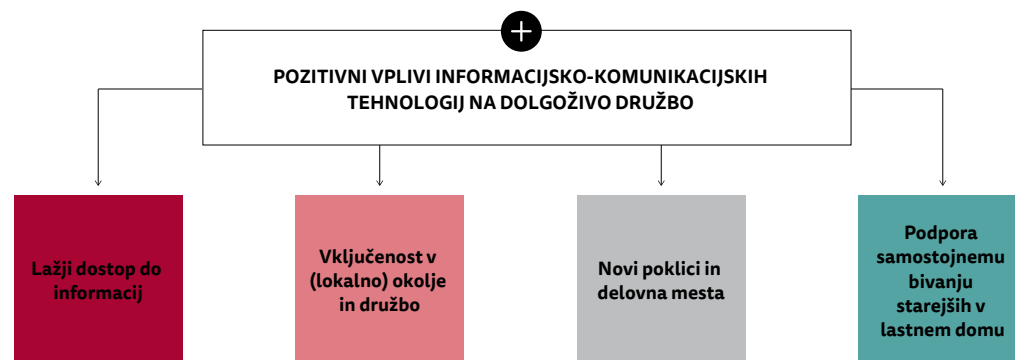 POZITIVNI VPLIVI INFORMACIJSKO-KOMUNIKACIJSKIH
TEHNOLOGIJ NA DOLGOŽIVO DRUŽBO
Lažji dostop do
informacij
Vključenost v
(lokalno) okolje
in družbo
Novi poklici in
delovna mesta
Podpora
samostojnemu
bivanju
starejših v
lastnem domu